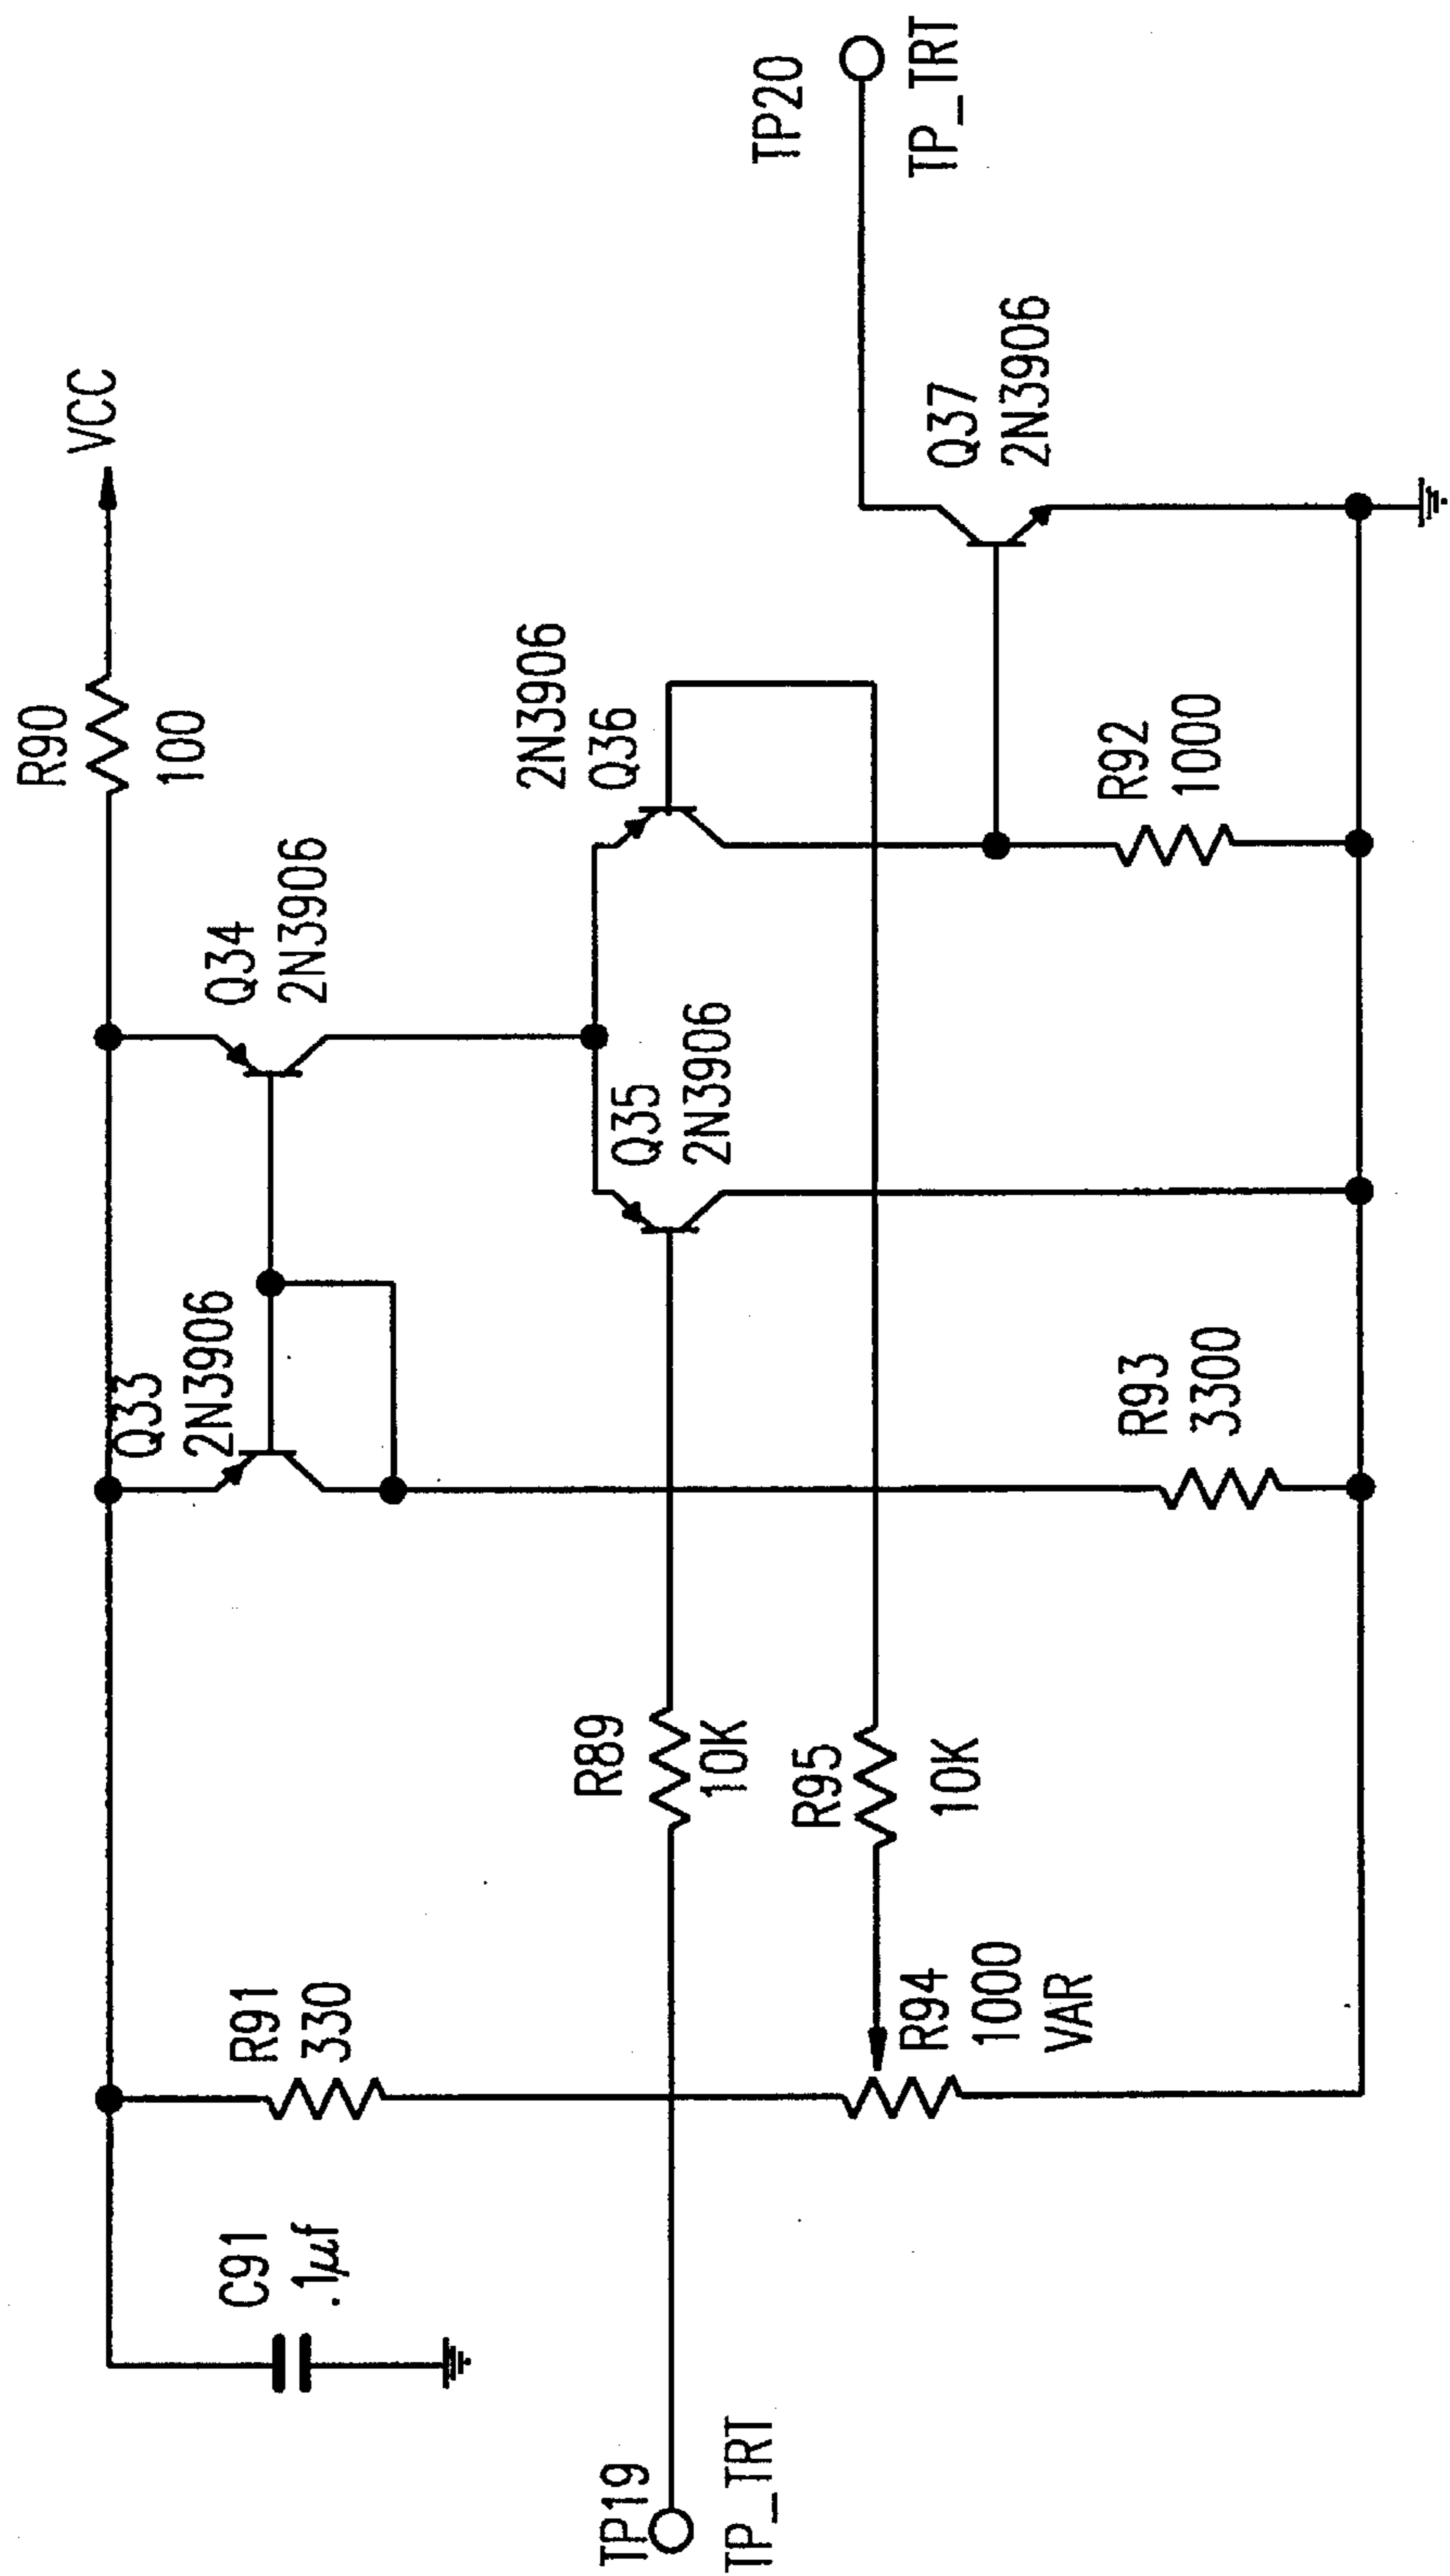 R90
100
VCC
Q34
2N3906
Q33
2N3906
2N3906
Q36
Q35
2N3906
TP20
TP_TRT
Q37
2N3906
R92
1000
R93
3300
R89
10K
R95
10K
R91
330
R94
1000
VAR
C91
.1µf
TP19
TP_TRT